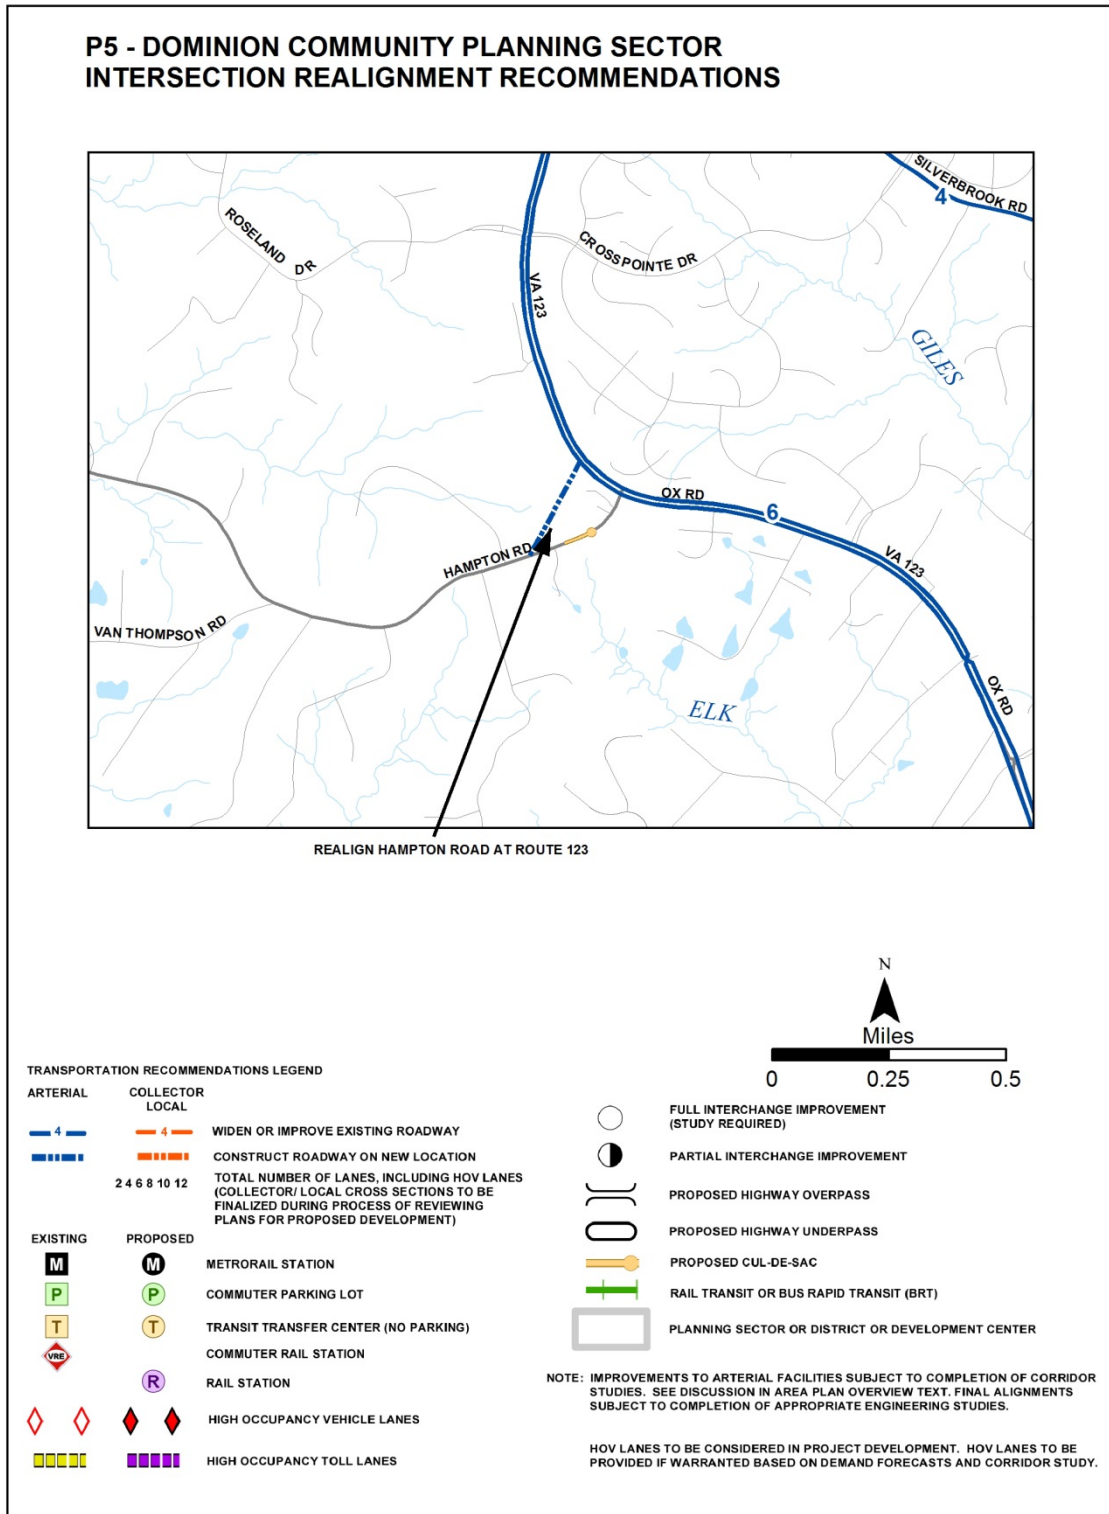 P5 - DOMINION COMMUNITY PLANNING SECTOR
INTERSECTION REALIGNMENT RECOMMENDATIONS
SILVERBROOK RD
4
ROSELAND DR
CROSSPOINTE DR
VA 123
GILES
OX RD
6
HAMPTON RD
VA 123
VAN THOMPSON RD
OX RD
ELK
REALIGN HAMPTON ROAD AT ROUTE 123
N
Miles
0 0.25 0.5
TRANSPORTATION RECOMMENDATIONS LEGEND
ARTERIAL COLLECTOR
LOCAL
4 4 WIDEN OR IMPROVE EXISTING ROADWAY
CONSTRUCT ROADWAY ON NEW LOCATION
2 4 6 8 10 12 TOTAL NUMBER OF LANES, INCLUDING HOV LANES
(COLLECTOR/ LOCAL CROSS SECTIONS TO BE
FINALIZED DURING PROCESS OF REVIEWING
PLANS FOR PROPOSED DEVELOPMENT)
EXISTING PROPOSED
M M METRORAIL STATION
P P COMMUTER PARKING LOT
T T TRANSIT TRANSFER CENTER (NO PARKING)
VRE COMMUTER RAIL STATION
R RAIL STATION
HIGH OCCUPANCY VEHICLE LANES
HIGH OCCUPANCY TOLL LANES
FULL INTERCHANGE IMPROVEMENT
(STUDY REQUIRED)
PARTIAL INTERCHANGE IMPROVEMENT
PROPOSED HIGHWAY OVERPASS
PROPOSED HIGHWAY UNDERPASS
PROPOSED CUL-DE-SAC
RAIL TRANSIT OR BUS RAPID TRANSIT (BRT)
PLANNING SECTOR OR DISTRICT OR DEVELOPMENT CENTER
NOTE: IMPROVEMENTS TO ARTERIAL FACILITIES SUBJECT TO COMPLETION OF CORRIDOR
STUDIES. SEE DISCUSSION IN AREA PLAN OVERVIEW TEXT. FINAL ALIGNMENTS
SUBJECT TO COMPLETION OF APPROPRIATE ENGINEERING STUDIES.
HOV LANES TO BE CONSIDERED IN PROJECT DEVELOPMENT. HOV LANES TO BE
PROVIDED IF WARRANTED BASED ON DEMAND FORECASTS AND CORRIDOR STUDY.